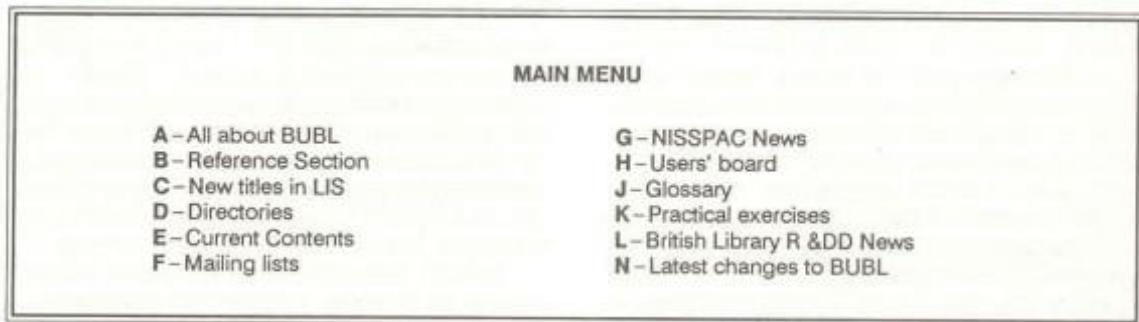 MAIN MENU
A – All about BUBL
B – Reference Section
C – New titles in LIS
D – Directories
E – Current Contents
F – Mailing lists
G – NISSPAC News
H – Users' board
J – Glossary
K – Practical exercises
L – British Library R &DD News
N – Latest changes to BUBL